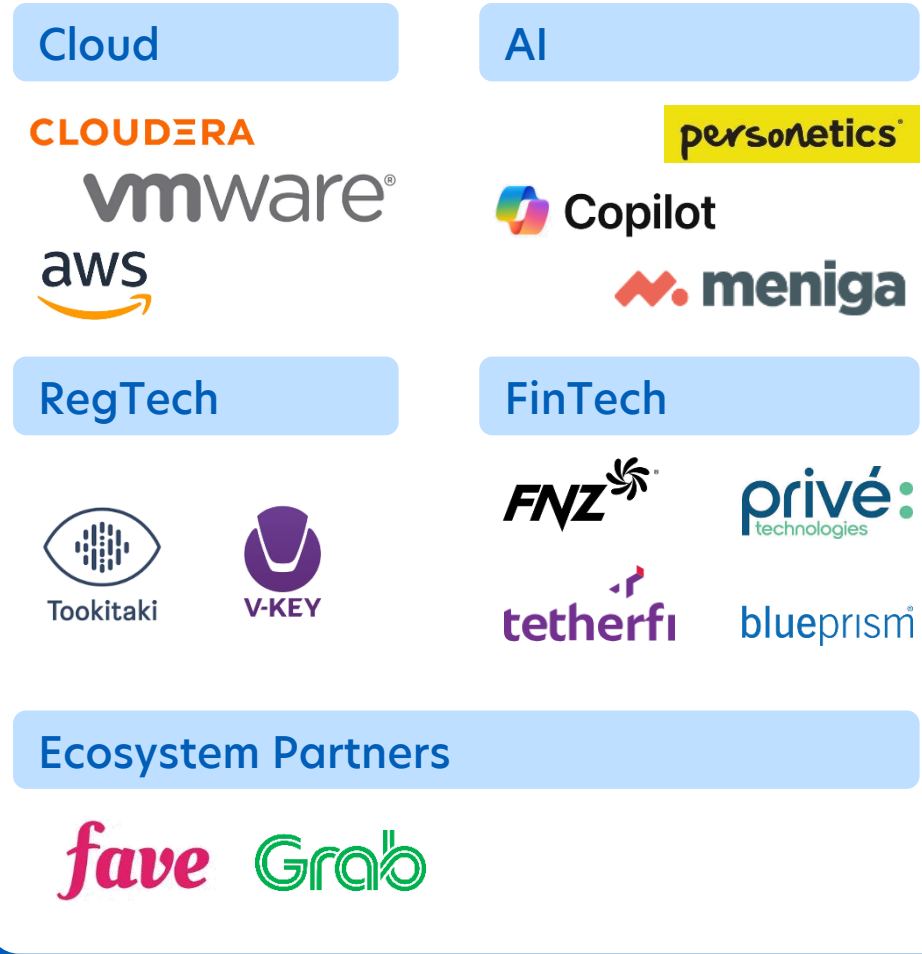 Cloud
CLOUDERA
vmware®
aws
AI
personetics®
Copilot
meniga
RegTech
Tookitaki
V-KEY
FinTech
FNZ®
privé:
technologies
tetherfi
blueprism®
Ecosystem Partners
fave
Grab